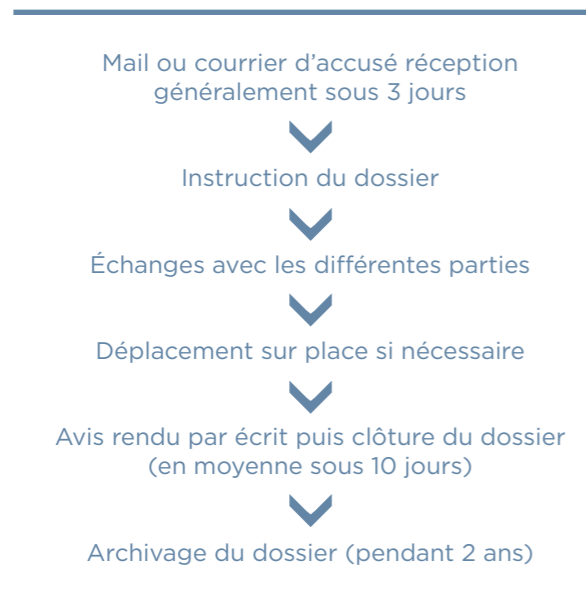 Mail ou courrier d’accusé réception
généralement sous 3 jours
Instruction du dossier
Échanges avec les différentes parties
Déplacement sur place si nécessaire
Avis rendu par écrit puis clôture du dossier
(en moyenne sous 10 jours)
Archivage du dossier (pendant 2 ans)